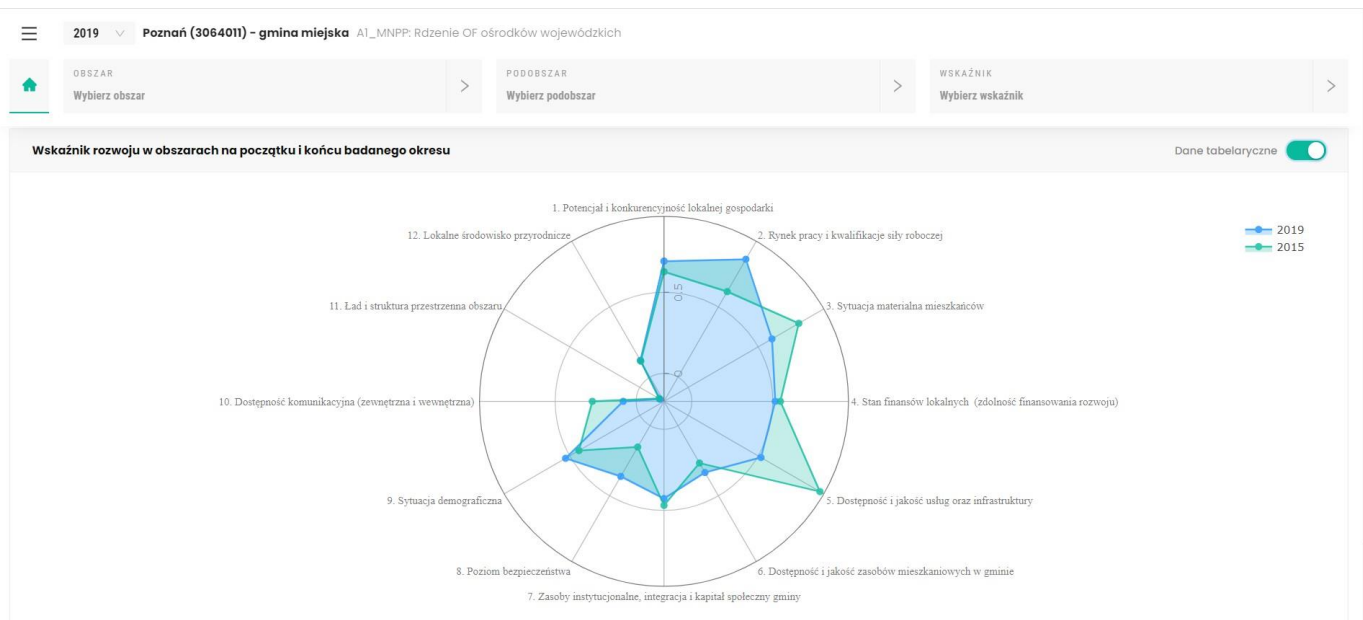 2019 Poznań (3064011) - gmina miejska A1_MNPP: Rdzenie OF ośrodków wojewódzkich
OBSZAR
Wybierz obszar
PODOBSZAR
Wybierz podobszar
WSKAŹNIK
Wybierz wskaźnik
Wskaźnik rozwoju w obszarach na początku i końcu badanego okresu
Dane tabelaryczne
1. Potencjał i konkurencyjność lokalnej gospodarki
12. Lokalne środowisko przyrodnicze
2. Rynek pracy i kwalifikacje siły roboczej
2019
2015
0.5
11. Ład i struktura przestrzenna obszaru
3. Sytuacja materialna mieszkańców
0
10. Dostępność komunikacyjna (zewnętrzna i wewnętrzna)
4. Stan finansów lokalnych (zdolność finansowania rozwoju)
9. Sytuacja demograficzna
5. Dostępność i jakość usług oraz infrastruktury
8. Poziom bezpieczeństwa
6. Dostępność i jakość zasobów mieszkaniowych w gminie
7. Zasoby instytucjonalne, integracja i kapitał społeczny gminy